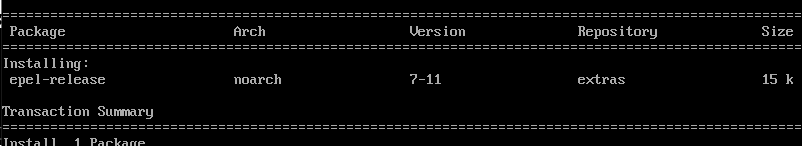 ================================================================================
Package Arch Version Repository Size
================================================================================
Installing:
epel-release noarch 7-11 extras 15 k
Transaction Summary
================================================================================
Install 1 Package